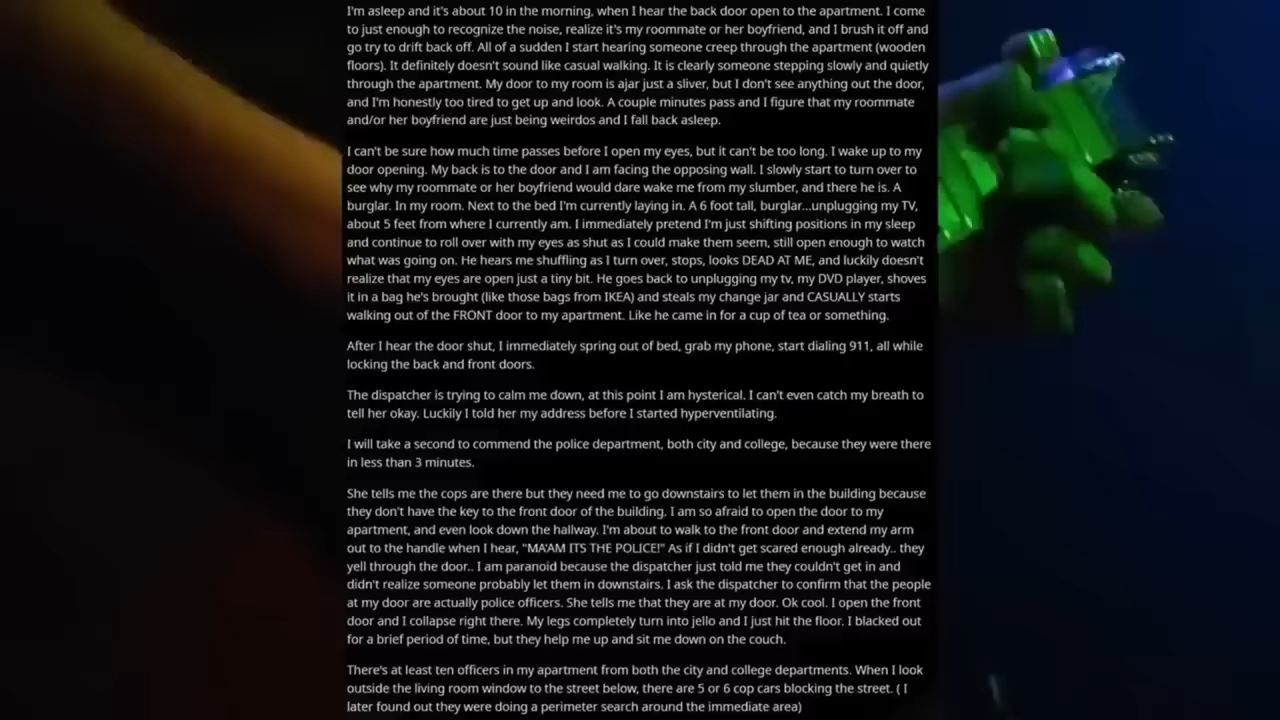 I'm asleep and it's about 10 in the morning, when I hear the back door open to the apartment. I come
to just enough to recognize the noise, realize it's my roommate or her boyfriend, and I brush it off and
go try to drift back off. All of a sudden I start hearing someone creep through the apartment (wooden
floors). It definitely doesn't sound like casual walking. It is clearly someone stepping slowly and quietly
through the apartment. My door to my room is ajar just a sliver, but I don't see anything out the door,
and I'm honestly too tired to get up and look. A couple minutes pass and I figure that my roommate
and/or her boyfriend are just being weirdos and I fall back asleep.
I can't be sure how much time passes before I open my eyes, but it can't be too long. I wake up to my
door opening. My back is to the door and I am facing the opposing wall. I slowly start to turn over to
see why my roommate or her boyfriend would dare wake me from my slumber, and there he is. A
burglar. In my room. Next to the bed I'm currently laying in. A 6 foot tall, burglar...unplugging my TV,
about 5 feet from where I currently am. I immediately pretend I'm just shifting positions in my sleep
and continue to roll over with my eyes as shut as I could make them seem, still open enough to watch
what was going on. He hears me shuffling as I turn over, stops, looks DEAD AT ME, and luckily doesn't
realize that my eyes are open just a tiny bit. He goes back to unplugging my tv, my DVD player, shoves
it in a bag he's brought (like those bags from IKEA) and steals my change jar and CASUALLY starts
walking out of the FRONT door to my apartment. Like he came in for a cup of tea or something.
After I hear the door shut, I immediately spring out of bed, grab my phone, start dialing 911, all while
locking the back and front doors.
The dispatcher is trying to calm me down, at this point I am hysterical. I can't even catch my breath to
tell her okay. Luckily I told her my address before I started hyperventilating.
I will take a second to commend the police department, both city and college, because they were there
in less than 3 minutes.
She tells me the cops are there but they need me to go downstairs to let them in the building because
they don't have the key to the front door of the building. I am so afraid to open the door to my
apartment, and even look down the hallway. I'm about to walk to the front door and extend my arm
out to the handle when I hear, "MA'AM ITS THE POLICE!" As if I didn't get scared enough already.. they
yell through the door.. I am paranoid because the dispatcher just told me they couldn't get in and
didn't realize someone probably let them in downstairs. I ask the dispatcher to confirm that the people
at my door are actually police officers. She tells me that they are at my door. Ok cool. I open the front
door and I collapse right there. My legs completely turn into jello and I just hit the floor. I blacked out
for a brief period of time, but they help me up and sit me down on the couch.
There's at least ten officers in my apartment from both the city and college departments. When I look
outside the living room window to the street below, there are 5 or 6 cop cars blocking the street. ( I
later found out they were doing a perimeter search around the immediate area)